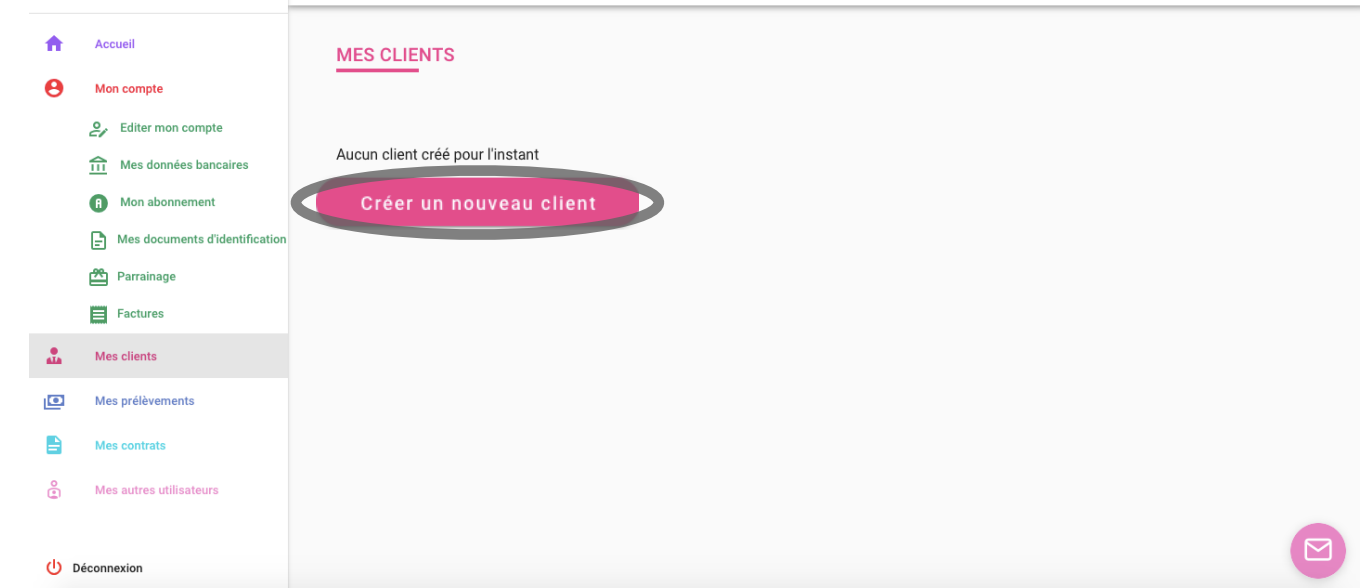 Accueil
Mon compte
Editer mon compte
Mes données bancaires
Mon abonnement
Mes documents d'identification
Parrainage
Factures
Mes clients
Mes prélèvements
Mes contrats
Mes autres utilisateurs
Déconnexion
MES CLIENTS
Aucun client créé pour l'instant
Créer un nouveau client